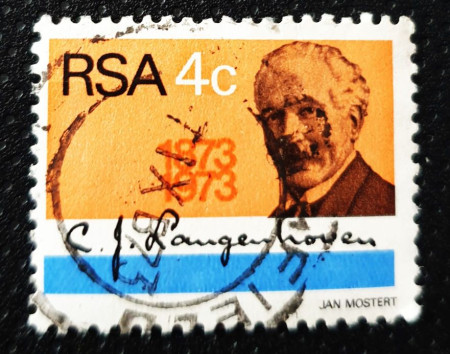 RSA 4c
1873
1973
C. J. Langenhoven
JAN MOSTERT